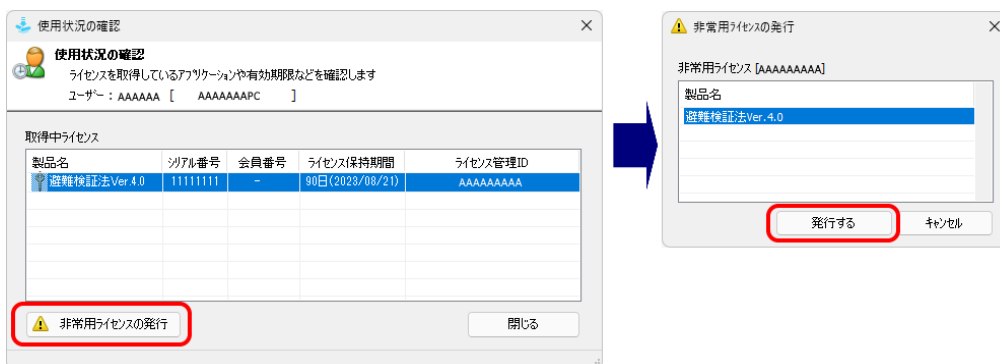 使用状況の確認
使用状況の確認
ライセンスを取得しているアプリケーションや有効期限などを確認します
ユーザー：AAAAAA [ AAAAAAAPC ]
取得中ライセンス
製品名 シリアル番号 会員番号 ライセンス保持期間 ライセンス管理ID
避難検証法Ver.4.0 11111111 － 90日(2023/08/21) AAAAAAAAA
非常用ライセンスの発行 閉じる
非常用ライセンスの発行
非常用ライセンス [AAAAAAAAA]
製品名
避難検証法Ver.4.0
発行する キャンセル